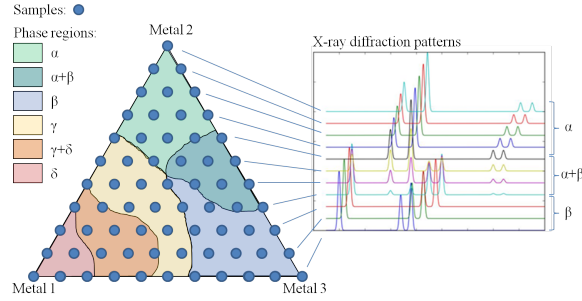 Samples:
Phase regions:
α
α+β
β
γ
γ+δ
δ
Metal 2
Metal 1
Metal 3
X-ray diffraction patterns
α
α+β
β